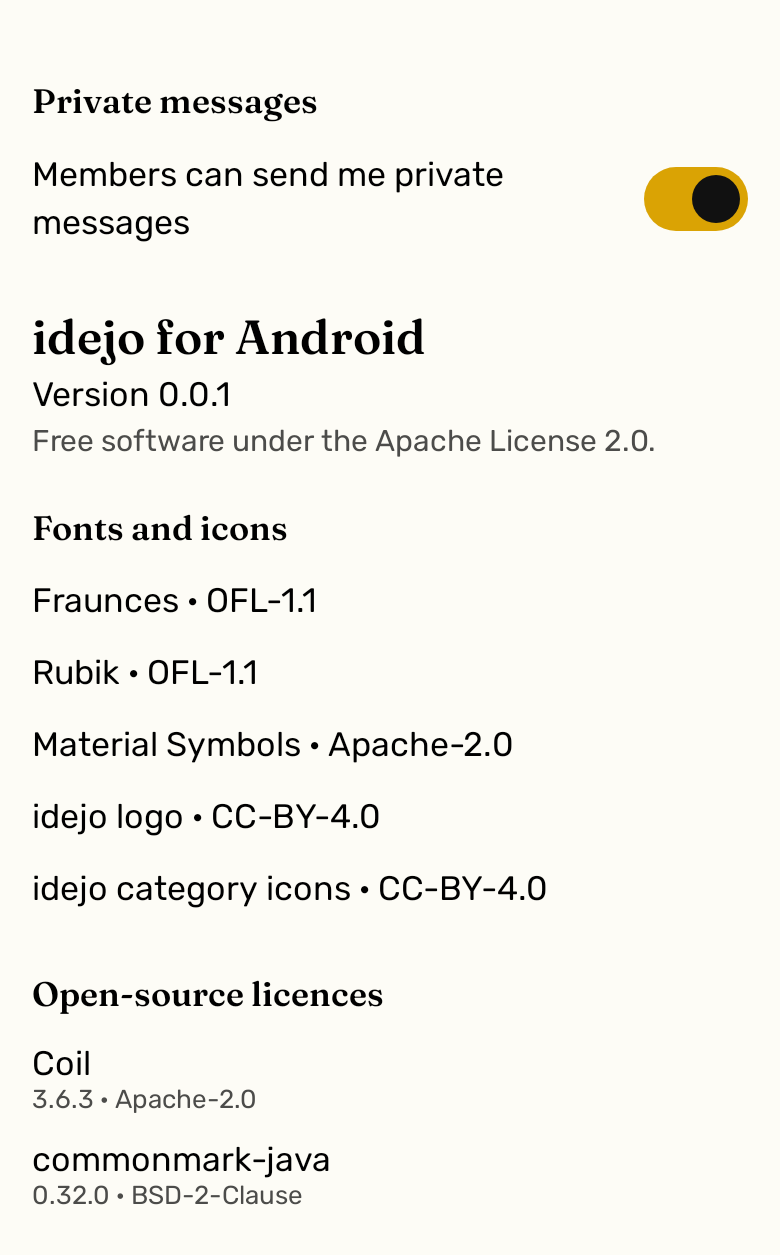 Private messages
Members can send me private
messages
idejo for Android
Version 0.0.1
Free software under the Apache License 2.0.
Fonts and icons
Fraunces • OFL-1.1
Rubik • OFL-1.1
Material Symbols • Apache-2.0
idejo logo • CC-BY-4.0
idejo category icons • CC-BY-4.0
Open-source licences
Coil
3.6.3 • Apache-2.0
commonmark-java
0.32.0 • BSD-2-Clause